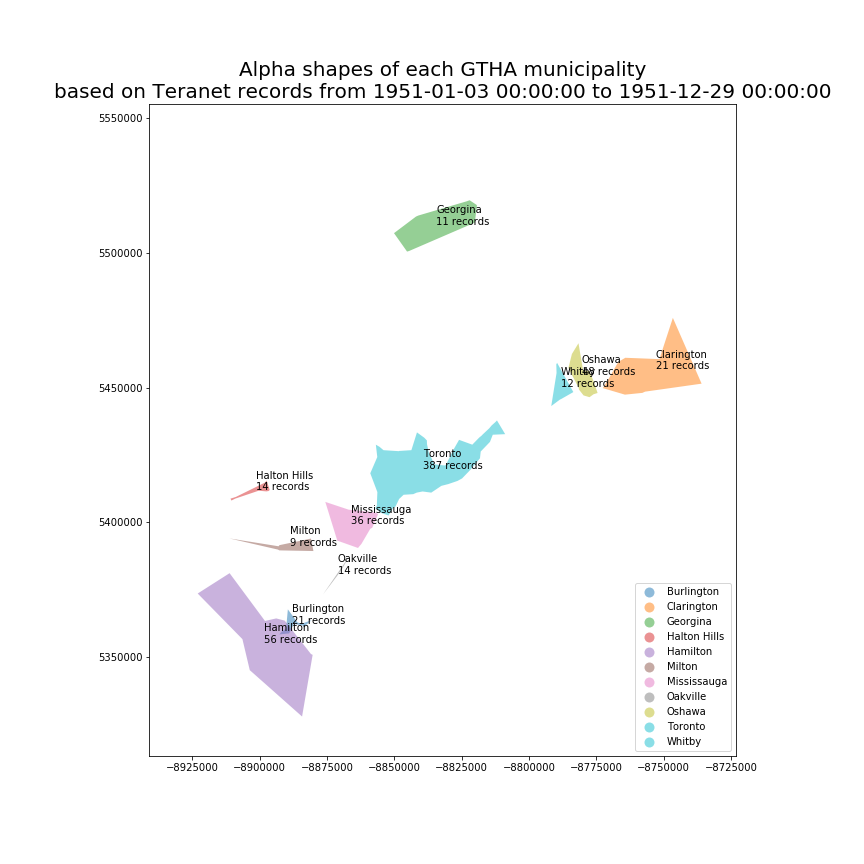 Alpha shapes of each GTHA municipality
based on Teranet records from 1951-01-03 00:00:00 to 1951-12-29 00:00:00
5550000
5500000
5450000
5400000
5350000
Georgina
11 records
Clarington
21 records
Oshawa
48 records
Whitby
12 records
Toronto
387 records
Halton Hills
14 records
Mississauga
36 records
Milton
9 records
Oakville
14 records
Burlington
21 records
Hamilton
56 records
Burlington
Clarington
Georgina
Halton Hills
Hamilton
Milton
Mississauga
Oakville
Oshawa
Toronto
Whitby
−8925000 −8900000 −8875000 −8850000 −8825000 −8800000 −8775000 −8750000 −8725000